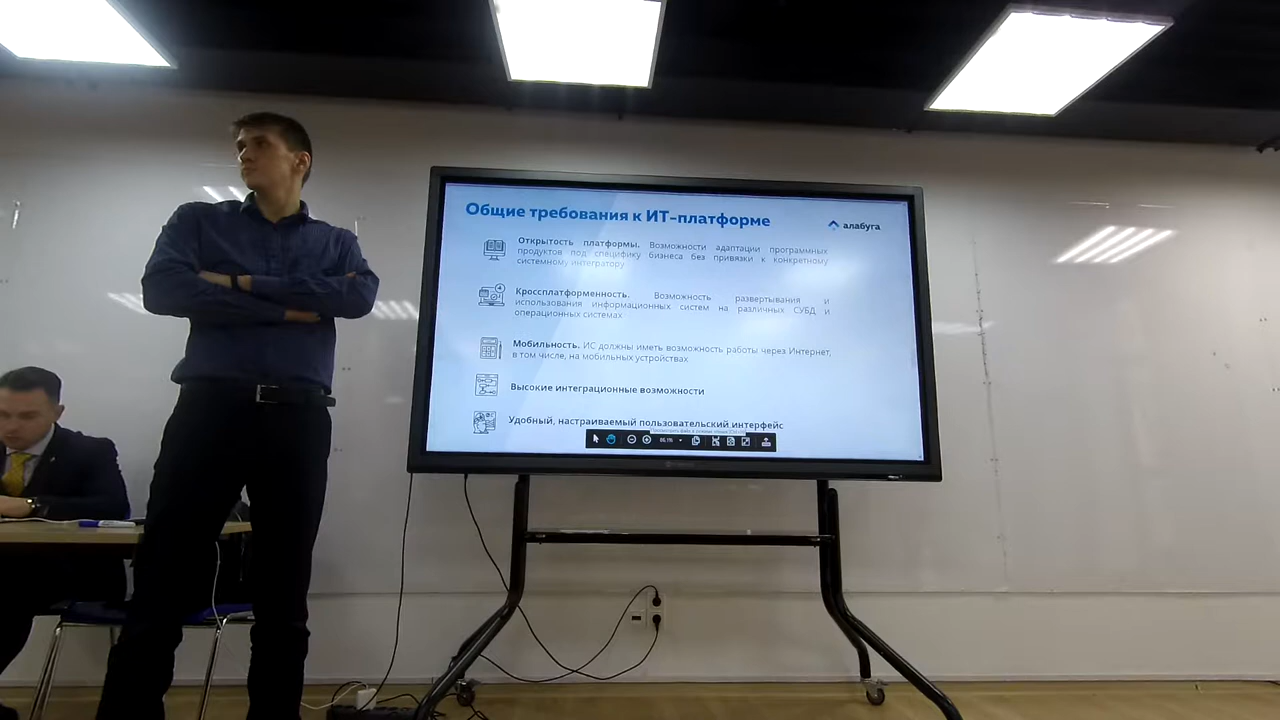 Общие требования к ИТ-платформе
алабуга
Открытость платформы. Возможности адаптации программных
продуктов под специфику бизнеса без привязки к конкретному
системному интегратору
Кроссплатформенность. Возможность развертывания и
использования информационных систем на различных СУБД и
операционных системах
Мобильность. ИС должны иметь возможность работы через Интернет,
в том числе, на мобильных устройствах
Высокие интеграционные возможности
Удобный, настраиваемый пользовательский интерфейс